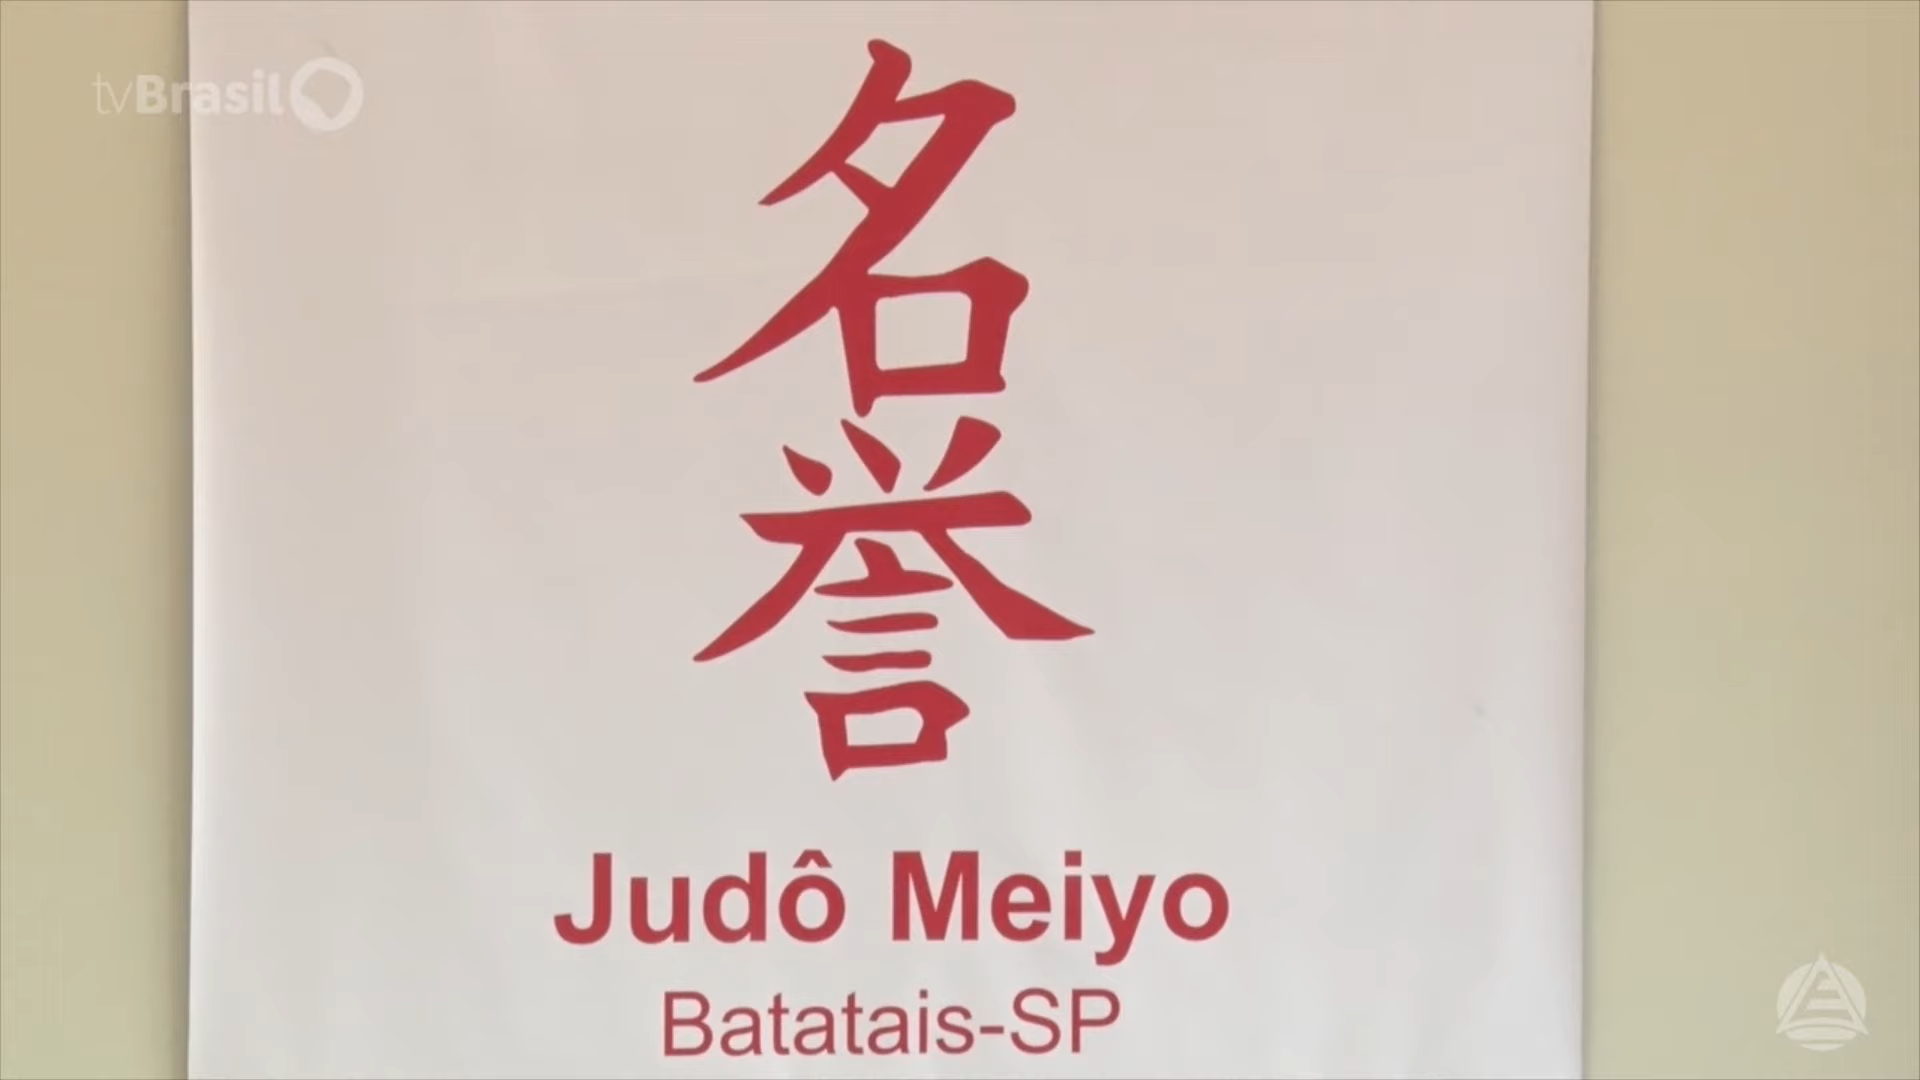 tvBrasil
名
誉
Judô Meiyo
Batatais-SP